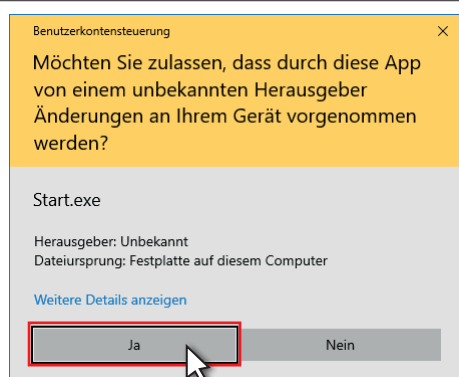 Benutzerkontensteuerung
Möchten Sie zulassen, dass durch diese App
von einem unbekannten Herausgeber
Änderungen an Ihrem Gerät vorgenommen
werden?
Start.exe
Herausgeber: Unbekannt
Dateiursprung: Festplatte auf diesem Computer
Weitere Details anzeigen
Ja Nein